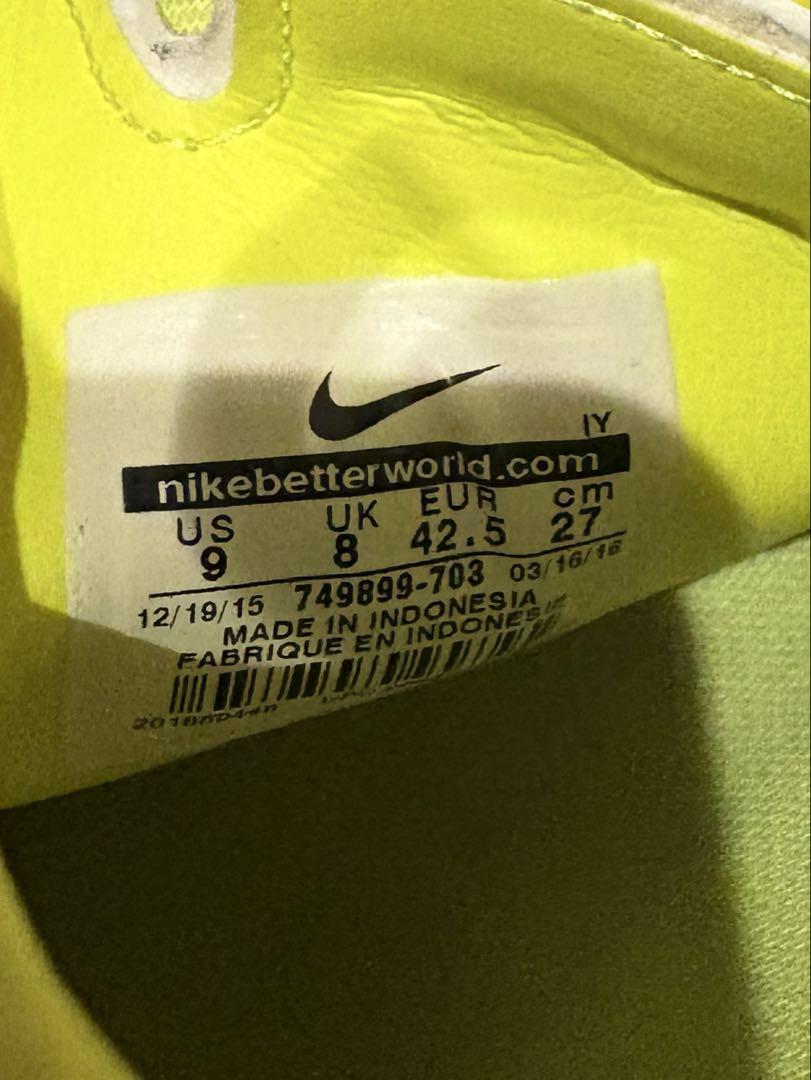 IY
nikebetterworld.com
US UK EUR cm
9 8 42.5 27
12/19/15 749899-703 03/16/16
MADE IN INDONESIA
FABRIQUE EN